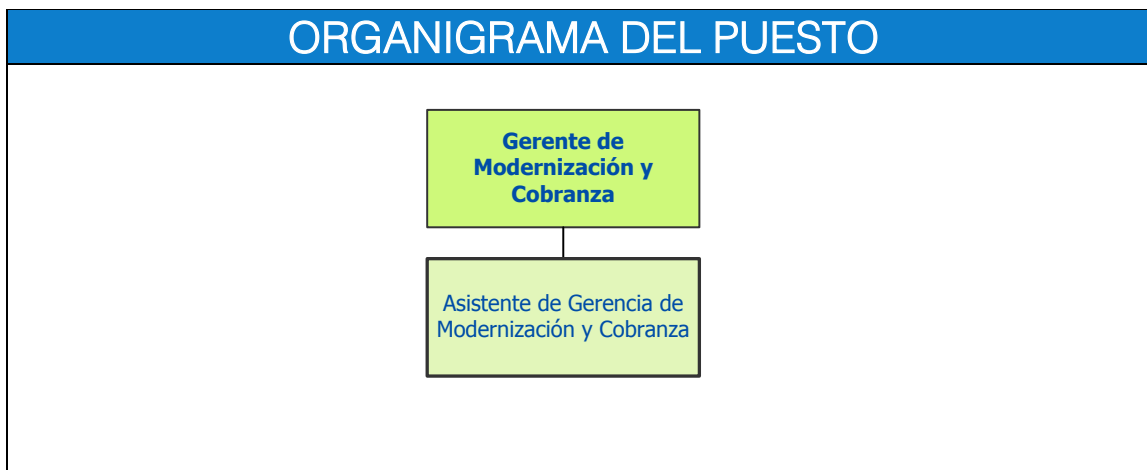 ORGANIGRAMA DEL PUESTO
Gerente de
Modernización y
Cobranza
Asistente de Gerencia de
Modernización y Cobranza